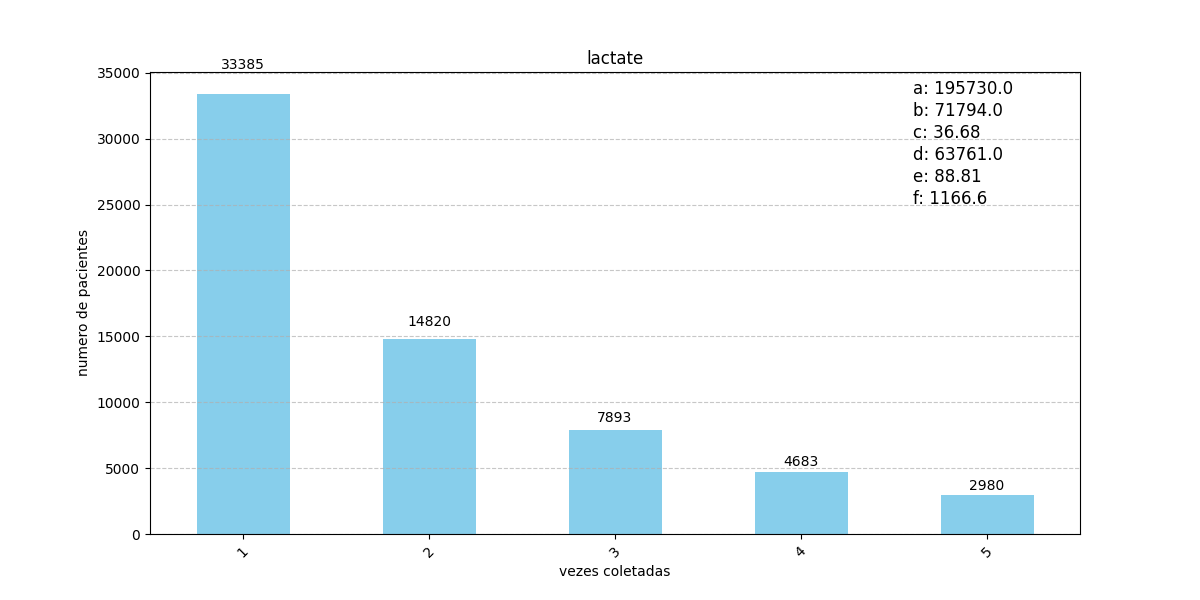 lactate
33385
14820
7893
4683
2980
a: 195730.0
b: 71794.0
c: 36.68
d: 63761.0
e: 88.81
f: 1166.6
35000
30000
25000
20000
15000
10000
5000
0
numero de pacientes
1
2
3
4
5
vezes coletadas